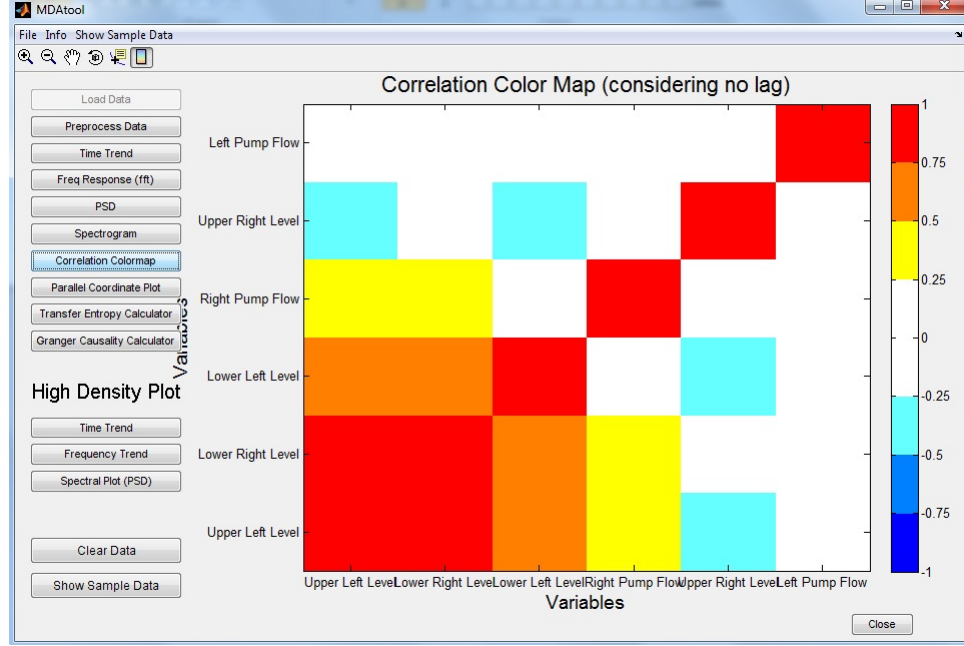 MDAtool
File Info Show Sample Data
Load Data
Preprocess Data
Time Trend
Freq Response (fft)
PSD
Spectrogram
Correlation Colormap
Parallel Coordinate Plot
Transfer Entropy Calculator
Granger Causality Calculator
High Density Plot
Time Trend
Frequency Trend
Spectral Plot (PSD)
Clear Data
Show Sample Data
Correlation Color Map (considering no lag)
Variables
Left Pump Flow
Upper Right Level
Right Pump Flow
Lower Left Level
Lower Right Level
Upper Left Level
Upper Left Level Lower Right Level Lower Left Level Right Pump Flow Upper Right Level Left Pump Flow
Variables
1
0.75
0.5
0.25
0
-0.25
-0.5
-0.75
-1
Close